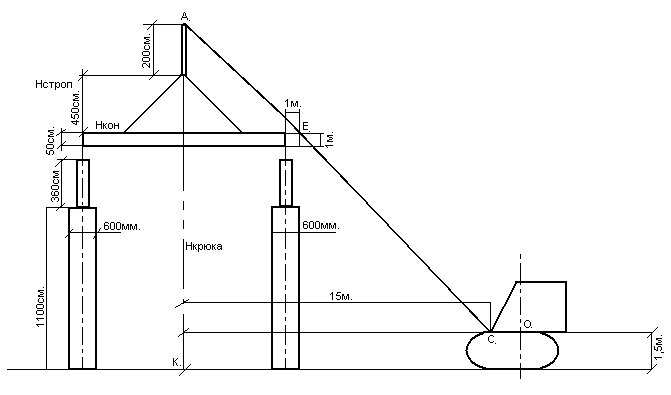 А.
200см.
Нстроп
450см.
Нкон
1м.
Е.
1м.
50см.
360см
600мм.
600мм.
Нкрюка
15м.
1100см.
С.
О.
1,5м.
К.